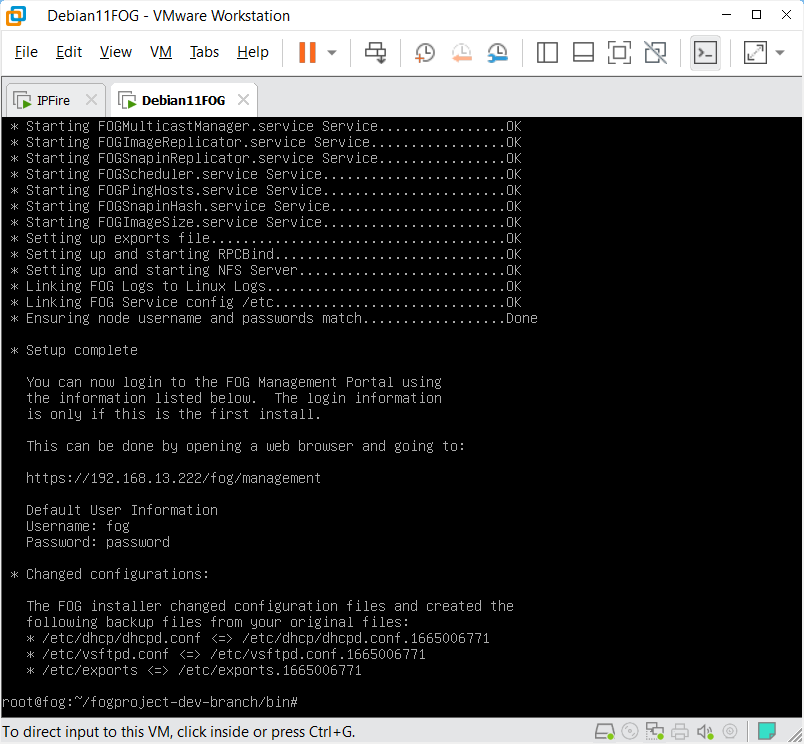 Debian11FOG - VMware Workstation
File Edit View VM Tabs Help
IPFire Debian11FOG
* Starting FOGMulticastManager.service Service................OK
* Starting FOGImageReplicator.service Service.................OK
* Starting FOGSnapinReplicator.service Service................OK
* Starting FOGScheduler.service Service.......................OK
* Starting FOGPingHosts.service Service.......................OK
* Starting FOGSnapinHash.service Service......................OK
* Starting FOGImageSize.service Service.......................OK
* Setting up exports file.....................................OK
* Setting up and starting RPCBind.............................OK
* Setting up and starting NFS Server..........................OK
* Linking FOG Logs to Linux Logs..............................OK
* Linking FOG Service config /etc.............................OK
* Ensuring node username and passwords match..................Done
* Setup complete
You can now login to the FOG Management Portal using
the information listed below.  The login information
is only if this is the first install.
This can be done by opening a web browser and going to:
https://192.168.13.222/fog/management
Default User Information
Username: fog
Password: password
* Changed configurations:
The FOG installer changed configuration files and created the
following backup files from your original files:
* /etc/dhcp/dhcpd.conf <=> /etc/dhcp/dhcpd.conf.1665006771
* /etc/vsftpd.conf <=> /etc/vsftpd.conf.1665006771
* /etc/exports <=> /etc/exports.1665006771
root@fog:~/fogproject-dev-branch/bin#
To direct input to this VM, click inside or press Ctrl+G.